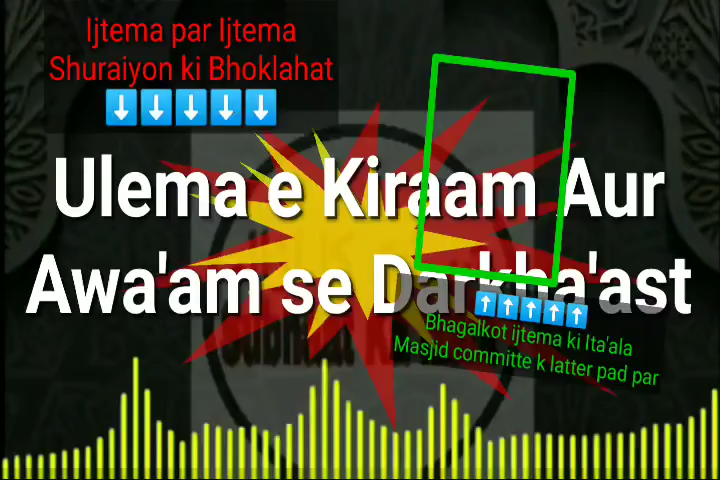 Ijtema par Ijtema
Shuraiyon ki Bhoklahat
⬇⬇⬇⬇⬇
Ulema e Kiraam Aur
Awa'am se Darkha'ast
⬆⬆⬆⬆⬆
Bhagalkot ijtema ki Ita'ala
Masjid committe k latter pad par